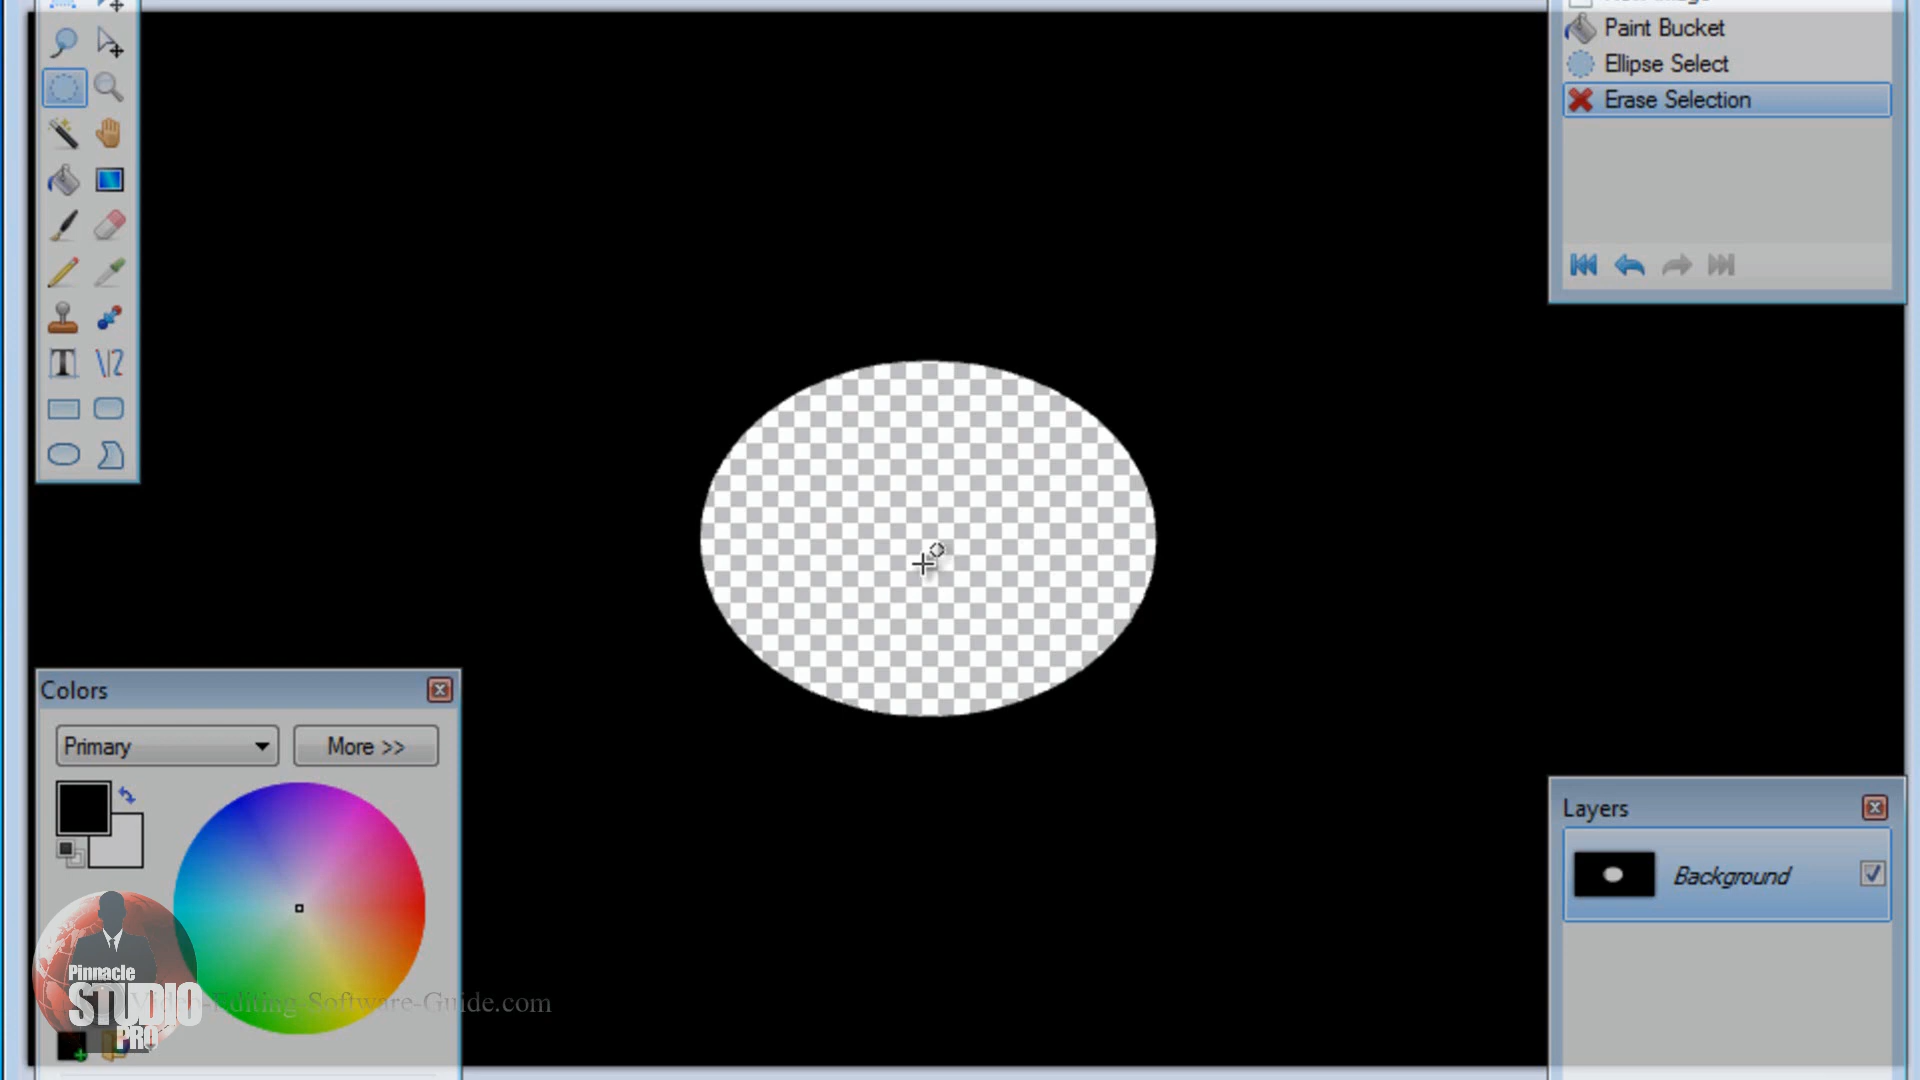 Paint Bucket
Ellipse Select
Erase Selection
Colors
Primary
More >>
Layers
Background
Pinnacle
STUDIO
PRO
Video-Editing-Software-Guide.com